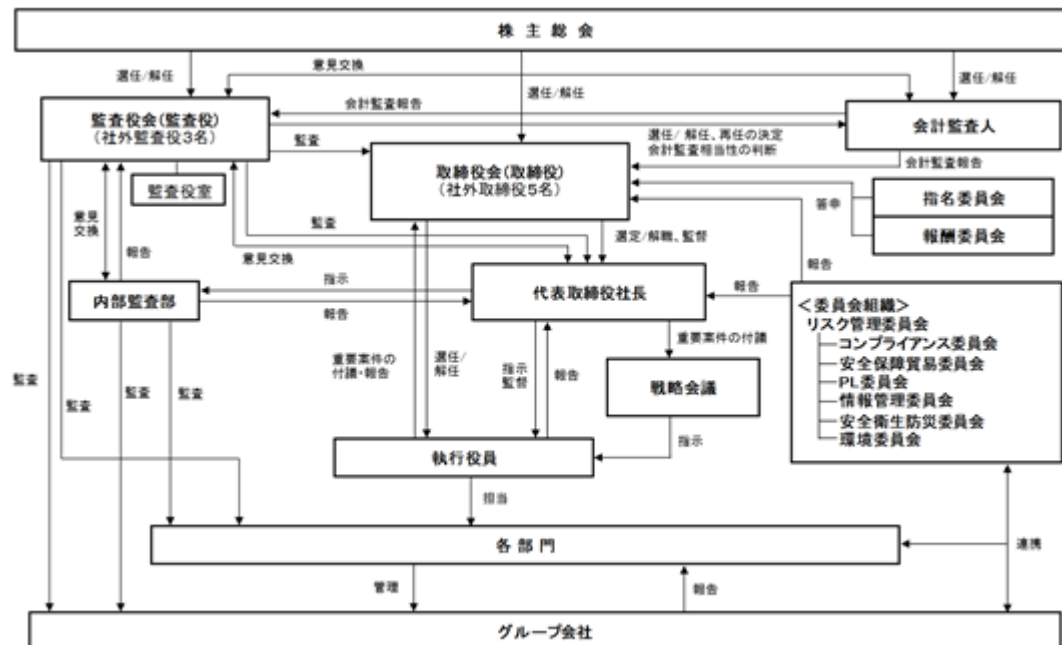 株主総会
選任/解任
意見交換
選任/解任
選任/解任
監査役会(監査役)
(社外監査役3名)
会計監査報告
会計監査人
監査
選任/ 解任、再任の決定
会計監査相当性の判断
会計監査報告
取締役会(取締役)
(社外取締役5名)
監査役室
答申
指名委員会
報酬委員会
意見
交換
報告
監査
意見交換
選定/解職、監督
報告
内部監査部
指示
報告
代表取締役社長
報告
<委員会組織>
リスク管理委員会
コンプライアンス委員会
安全保障貿易委員会
PL委員会
情報管理委員会
安全衛生防災委員会
環境委員会
重要案件の付議
戦略会議
監査
監査
監査
監査
重要案件の
付議・報告
選任/
解任
指示
監督
報告
指示
執行役員
担当
各部門
連携
管理
報告
グループ会社